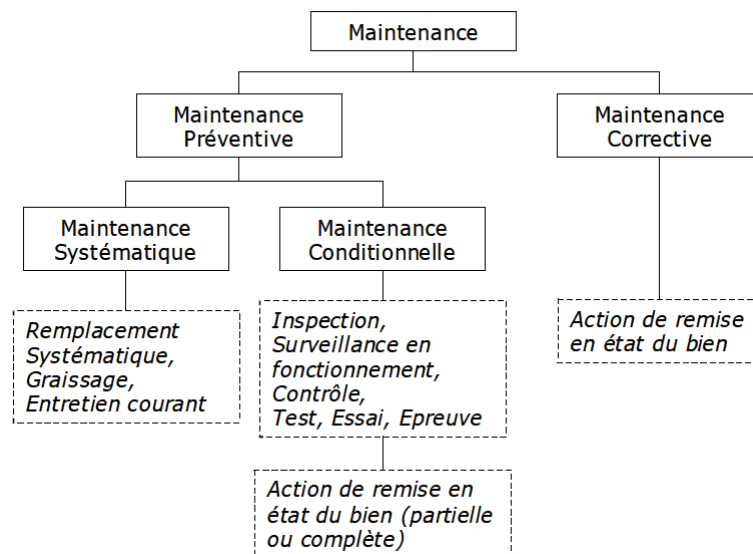 Maintenance
Maintenance
Préventive
Maintenance
Corrective
Maintenance
Systématique
Maintenance
Conditionnelle
Remplacement
Systématique,
Graissage,
Entretien courant
Inspection,
Surveillance en
fonctionnement,
Contrôle,
Test, Essai, Epreuve
Action de remise
en état du bien
Action de remise en
état du bien (partielle
ou complète)